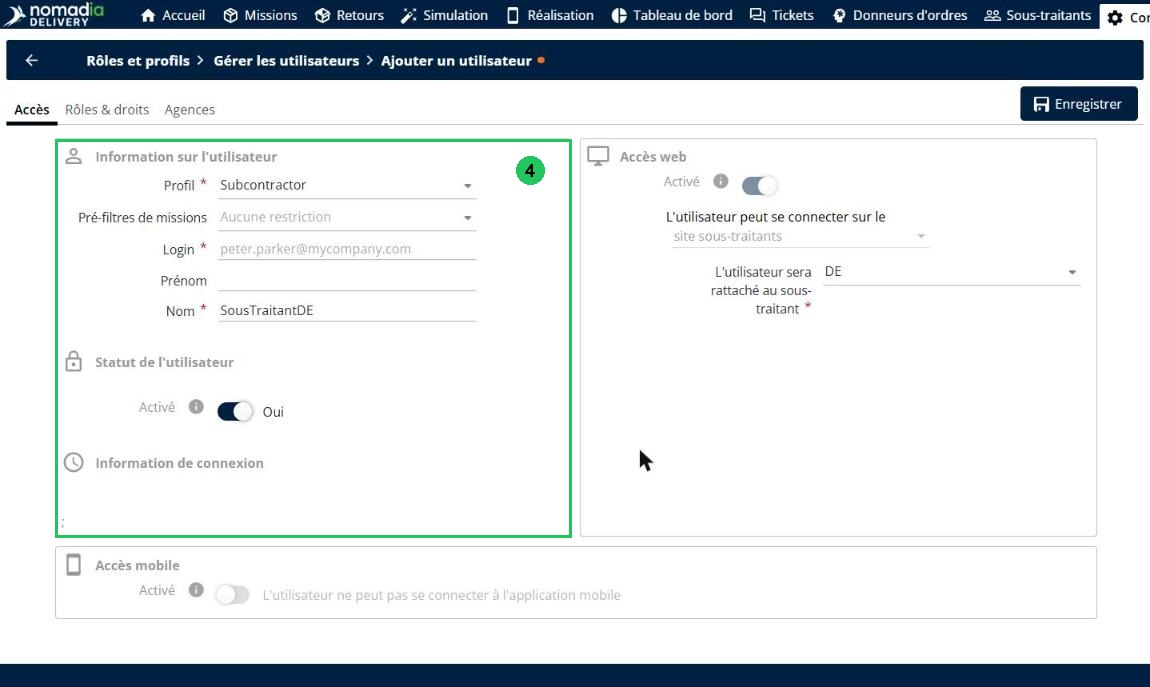 nomadia
DELIVERY
Accueil
Missions
Retours
Simulation
Réalisation
Tableau de bord
Tickets
Donneurs d'ordres
Sous-traitants
Rôles et profils > Gérer les utilisateurs > Ajouter un utilisateur
Accès
Rôles & droits
Agences
Enregistrer
Information sur l'utilisateur
4
Profil * Subcontractor
Pré-filtres de missions Aucune restriction
Login * peter.parker@mycompany.com
Prénom
Nom * SousTraitantDE
Statut de l'utilisateur
Activé Oui
Information de connexion
;
Accès web
Activé
L'utilisateur peut se connecter sur le
site sous-traitants
L'utilisateur sera DE
rattaché au sous-
traitant *
Accès mobile
Activé L'utilisateur ne peut pas se connecter à l'application mobile